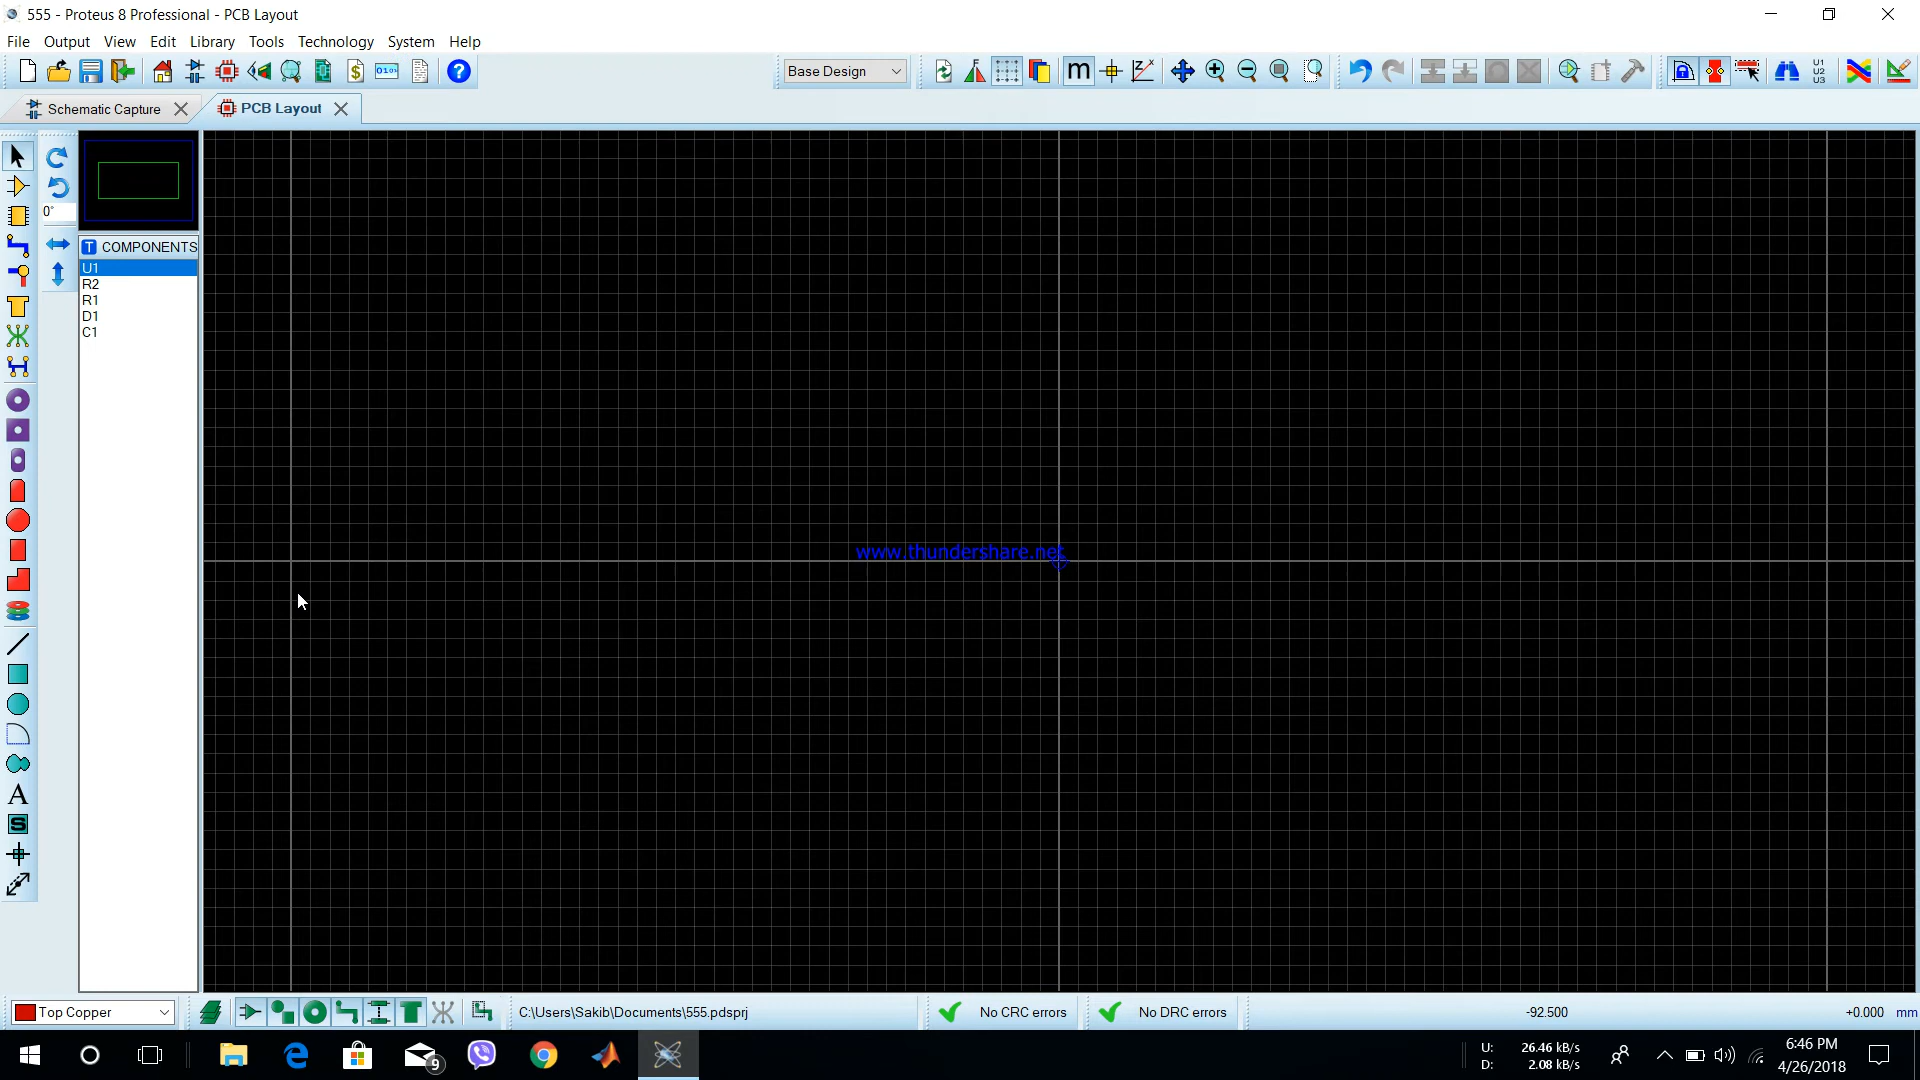 555 - Proteus 8 Professional - PCB Layout
File Output View Edit Library Tools Technology System Help
Base Design
m
Schematic Capture
PCB Layout
0°
T COMPONENTS
U1
R2
R1
D1
C1
www.thundershare.net
A
S
Top Copper
C:\Users\Sakib\Documents\555.pdsprj
No CRC errors
No DRC errors
-92.500
+0.000
mm
9
U: 26.46 kB/s
D: 2.08 kB/s
6:46 PM
4/26/2018